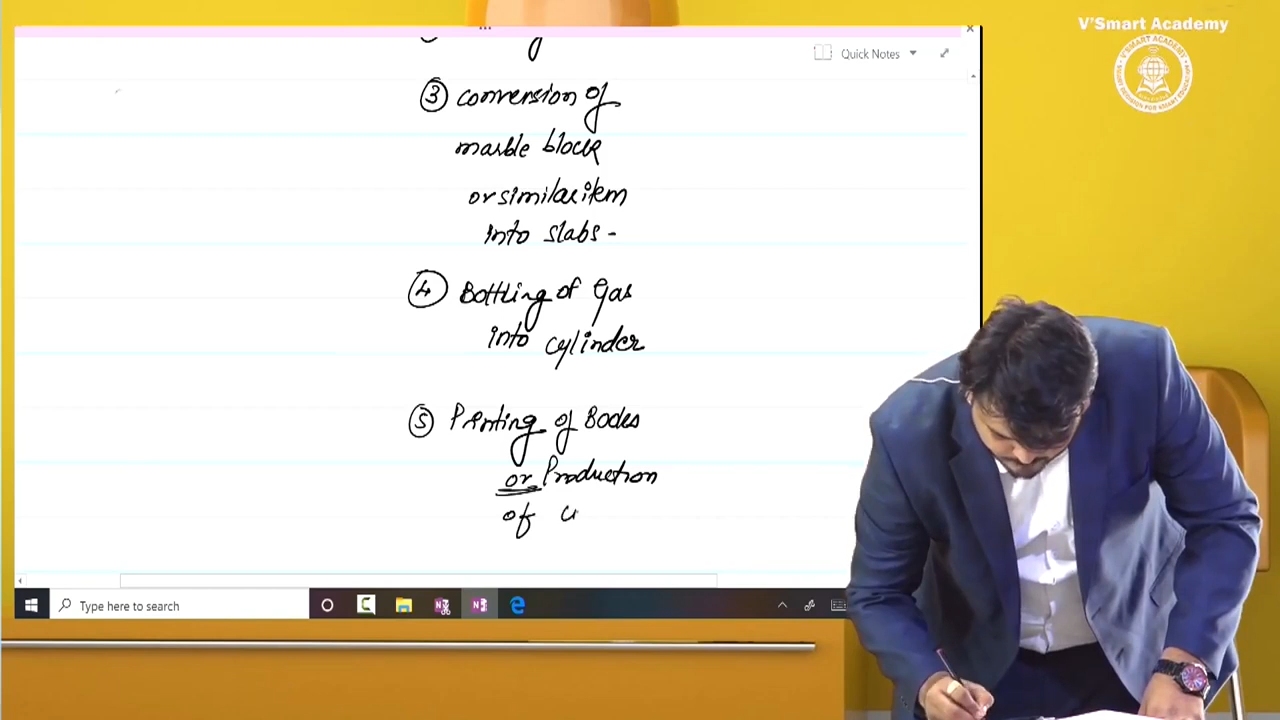 V'Smart Academy
Quick Notes
③ conversion of
marble block
or similar item
into slabs -
④ Bottling of Gas
into cylinder
⑤ Printing of Books
or Production
of
Type here to search